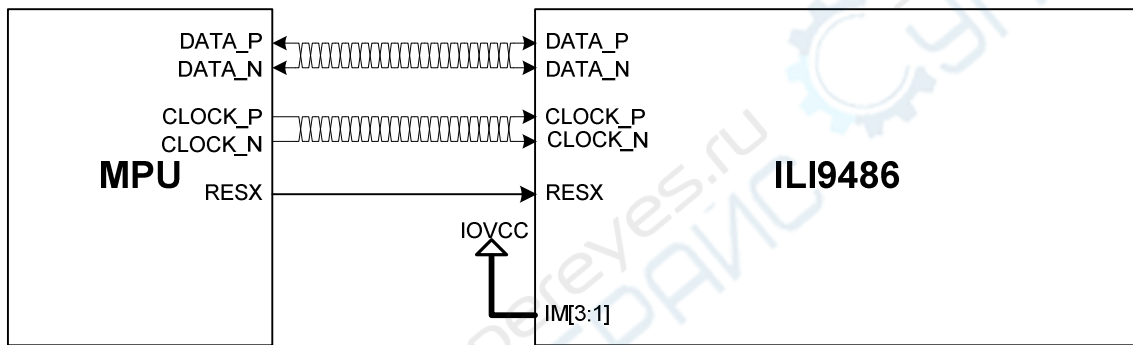 DATA_P
DATA_P
DATA_N
DATA_N
CLOCK_P
CLOCK_P
CLOCK_N
CLOCK_N
MPU
ILI9486
RESX
RESX
IOVCC
IM[3:1]